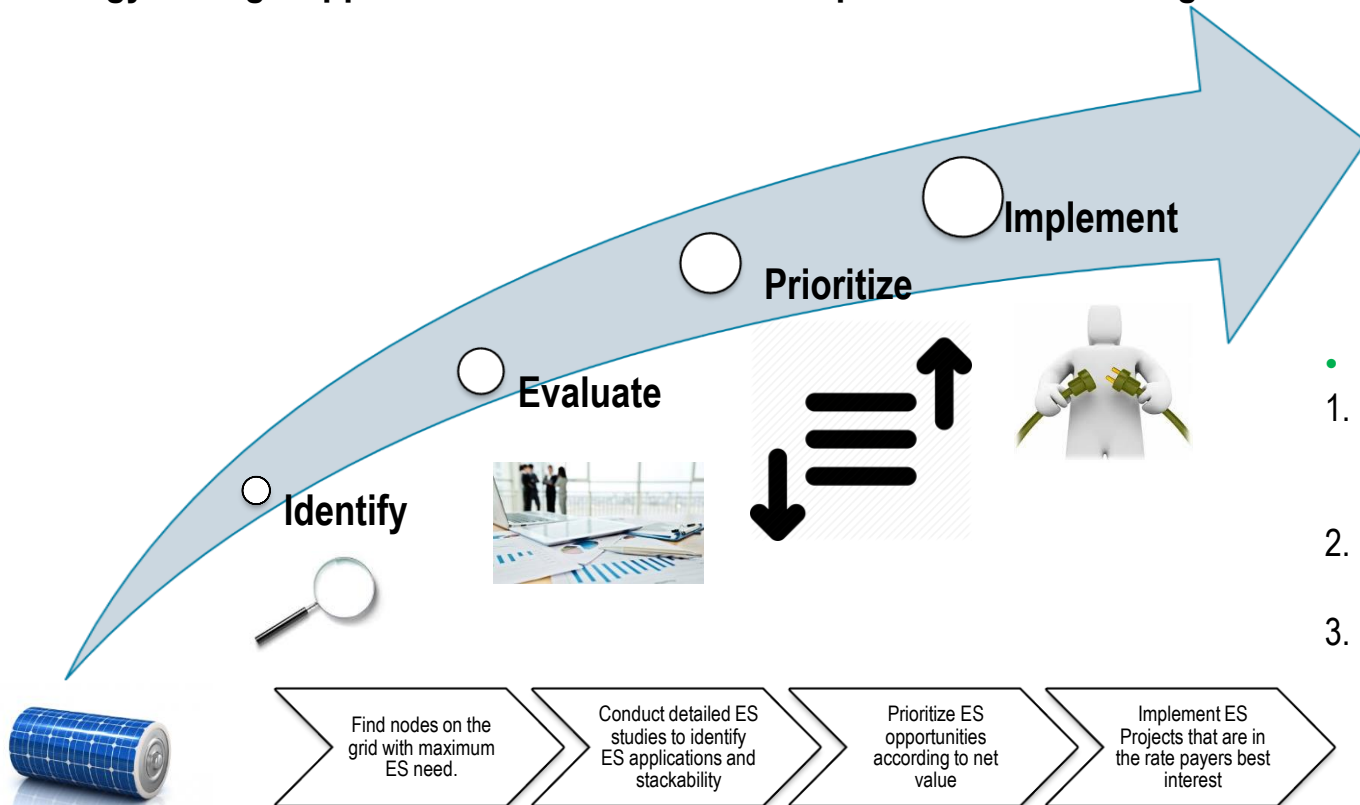 Implement
Prioritize
Evaluate
Identify
•
1.
2.
3.
Find nodes on the
grid with maximum
ES need.
Conduct detailed ES
studies to identify
ES applications and
stackability
Prioritize ES
opportunities
according to net
value
Implement ES
Projects that are in
the rate payers best
interest